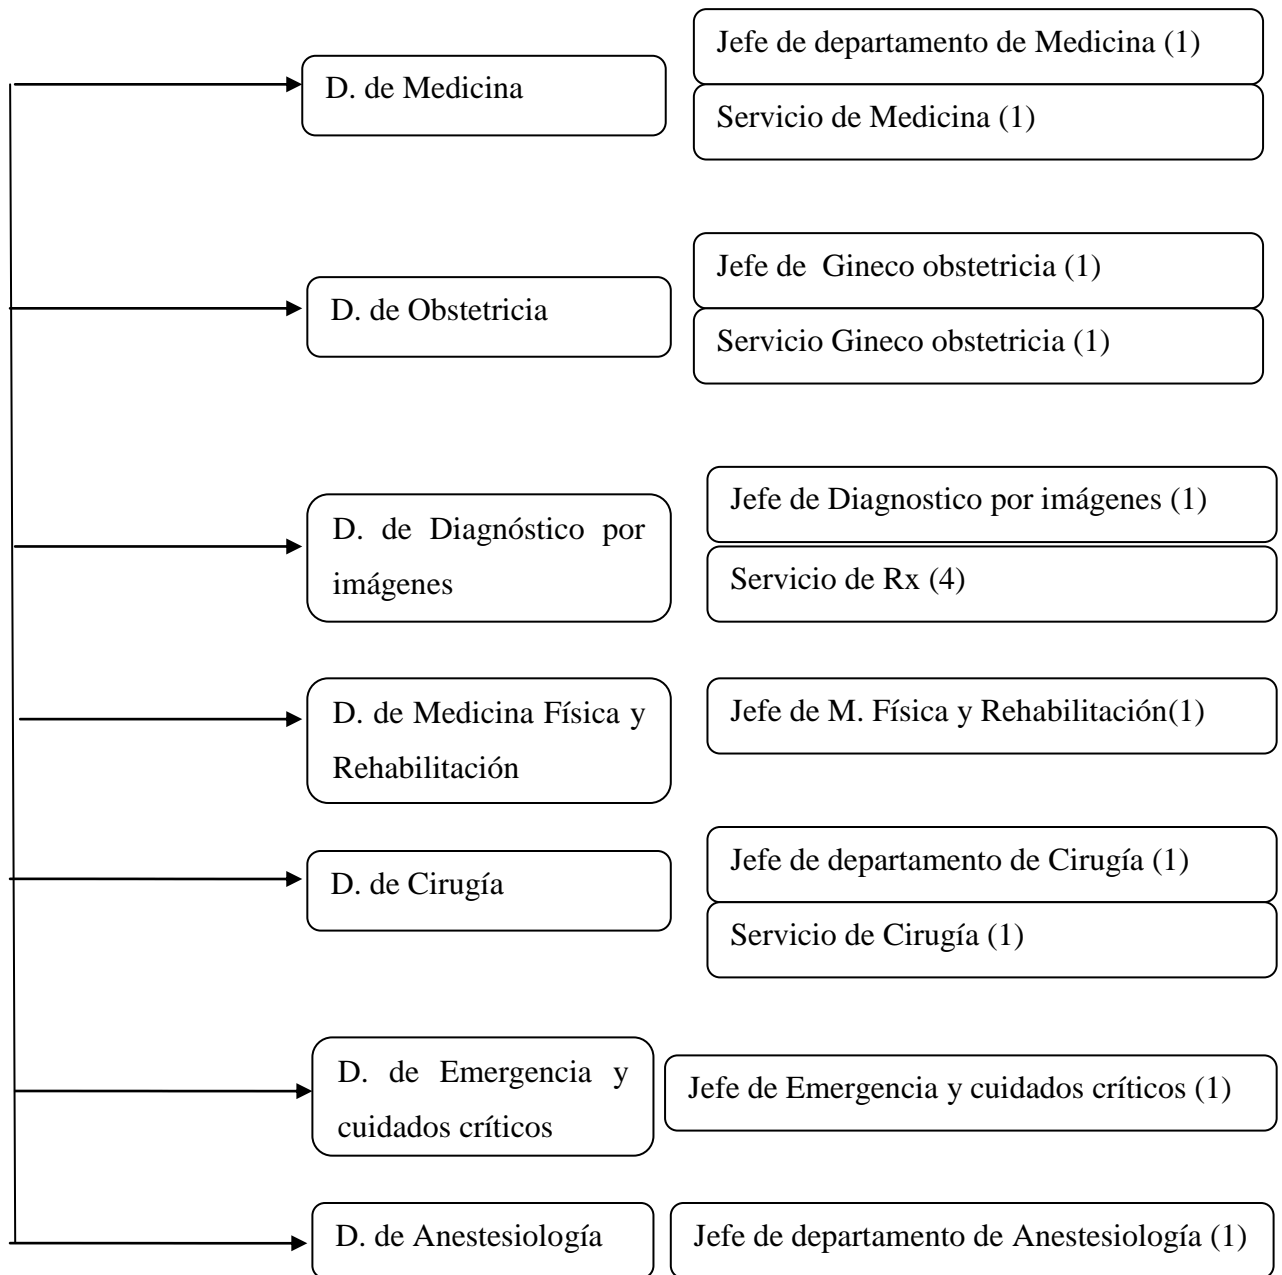 Jefe de departamento de Medicina (1)
D. de Medicina
Servicio de Medicina (1)
Jefe de Gineco obstetricia (1)
D. de Obstetricia
Servicio Gineco obstetricia (1)
Jefe de Diagnostico por imágenes (1)
D. de Diagnóstico por
imágenes
Servicio de Rx (4)
D. de Medicina Física y
Rehabilitación
Jefe de M. Física y Rehabilitación(1)
Jefe de departamento de Cirugía (1)
D. de Cirugía
Servicio de Cirugía (1)
D. de Emergencia y
cuidados críticos
Jefe de Emergencia y cuidados críticos (1)
D. de Anestesiología
Jefe de departamento de Anestesiología (1)